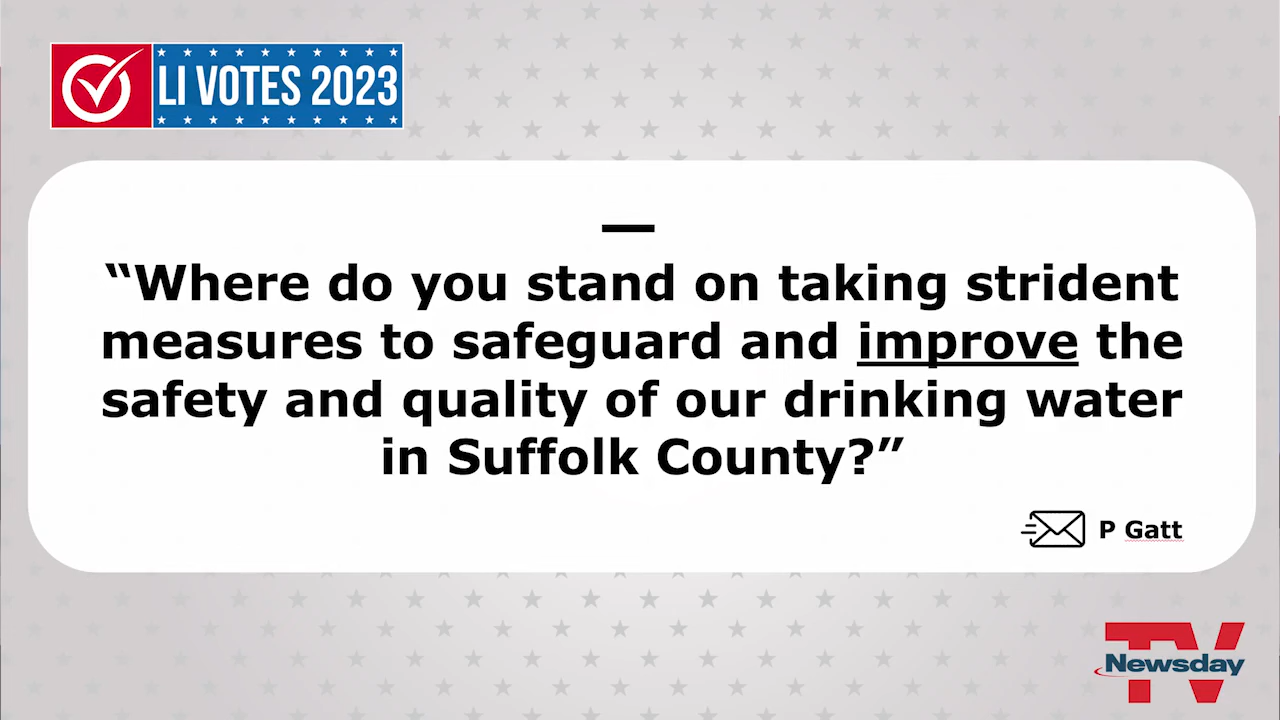 LI VOTES 2023
“Where do you stand on taking strident
measures to safeguard and improve the
safety and quality of our drinking water
in Suffolk County?”
P Gatt
TV
Newsday